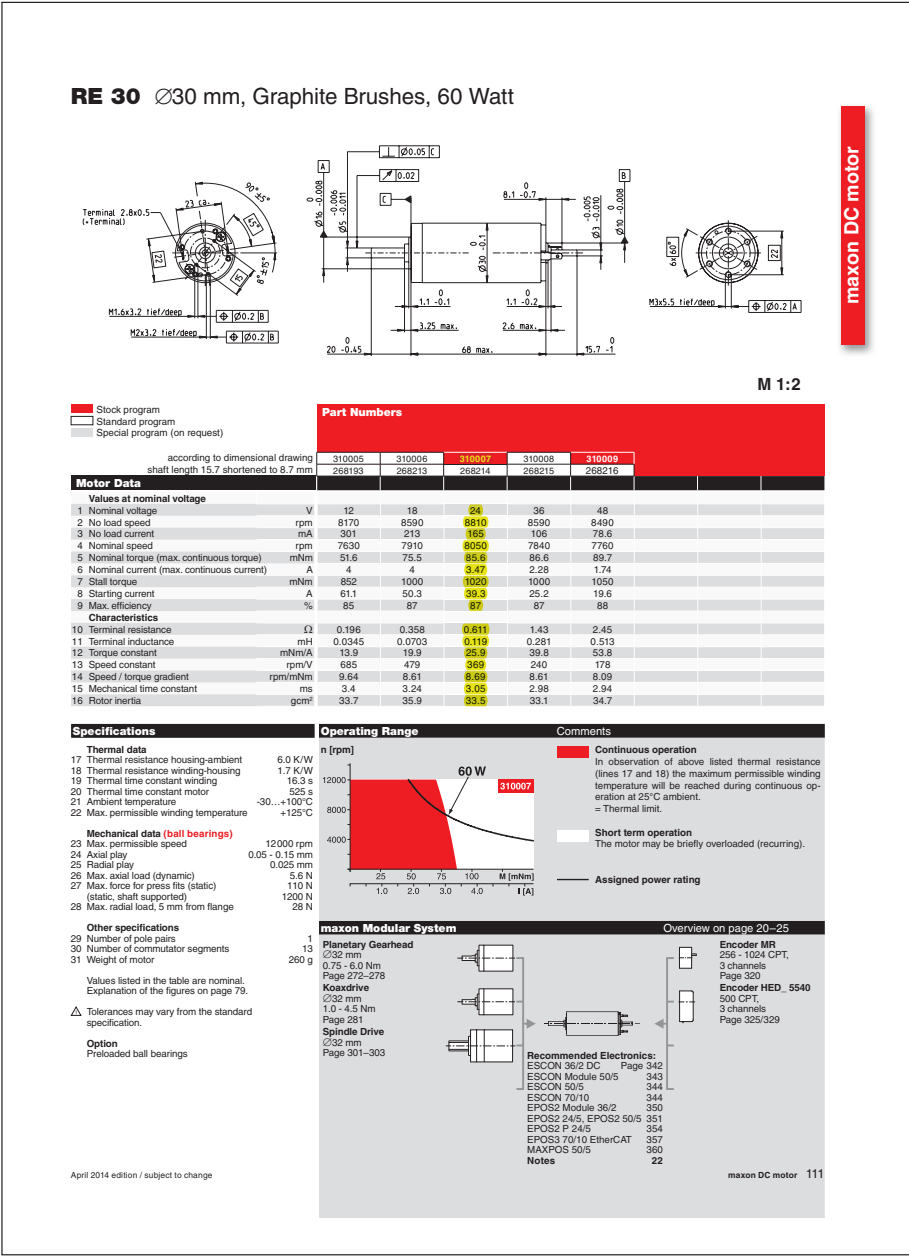 RE 30 ∅30 mm, Graphite Brushes, 60 Watt
maxon DC motor
Terminal 2.8x0.5
(+Terminal)
23 ca.
90° ±5°
45°
15
8° ±5°
22
M1.6x3.2 tief/deep
∅0.2 B
M2x3.2 tief/deep
∅0.2 B
A
∅16 0 -0.008
∅5 -0.006 -0.011
⊥ ∅0.05 C
0.02
C
∅30 0 -0.1
8.1 0 -0.7
∅3 -0.005 -0.010
B
∅10 0 -0.008
1.1 0 -0.1
1.1 0 -0.2
3.25 max.
2.6 max.
20 0 -0.45
68 max.
15.7 0 -1
6x60°
22
M3x5.5 tief/deep
∅0.2 A
M 1:2
Stock program
Standard program
Special program (on request)
Part Numbers
according to dimensional drawing 310005 310006 310007 310008 310009
shaft length 15.7 shortened to 8.7 mm 268193 268213 268214 268215 268216
Motor Data
Values at nominal voltage
1 Nominal voltage V 12 18 24 36 48
2 No load speed rpm 8170 8590 8810 8590 8490
3 No load current mA 301 213 165 106 78.6
4 Nominal speed rpm 7630 7910 8050 7840 7760
5 Nominal torque (max. continuous torque) mNm 51.6 75.5 85.6 86.6 89.7
6 Nominal current (max. continuous current) A 4 4 3.47 2.28 1.74
7 Stall torque mNm 852 1000 1020 1000 1050
8 Starting current A 61.1 50.3 39.3 25.2 19.6
9 Max. efficiency % 85 87 87 87 88
Characteristics
10 Terminal resistance Ω 0.196 0.358 0.611 1.43 2.45
11 Terminal inductance mH 0.0345 0.0703 0.119 0.281 0.513
12 Torque constant mNm/A 13.9 19.9 25.9 39.8 53.8
13 Speed constant rpm/V 685 479 369 240 178
14 Speed / torque gradient rpm/mNm 9.64 8.61 8.69 8.61 8.09
15 Mechanical time constant ms 3.4 3.24 3.05 2.98 2.94
16 Rotor inertia gcm² 33.7 35.9 33.5 33.1 34.7
Specifications
Thermal data
17 Thermal resistance housing-ambient 6.0 K/W
18 Thermal resistance winding-housing 1.7 K/W
19 Thermal time constant winding 16.3 s
20 Thermal time constant motor 525 s
21 Ambient temperature -30…+100°C
22 Max. permissible winding temperature +125°C
Mechanical data (ball bearings)
23 Max. permissible speed 12000 rpm
24 Axial play 0.05 - 0.15 mm
25 Radial play 0.025 mm
26 Max. axial load (dynamic) 5.6 N
27 Max. force for press fits (static) 110 N
(static, shaft supported) 1200 N
28 Max. radial load, 5 mm from flange 28 N
Other specifications
29 Number of pole pairs 1
30 Number of commutator segments 13
31 Weight of motor 260 g
Values listed in the table are nominal.
Explanation of the figures on page 79.
Tolerances may vary from the standard
specification.
Option
Preloaded ball bearings
Operating Range
n [rpm]
60 W
310007
12000
8000
4000
25 50 75 100 M [mNm]
1.0 2.0 3.0 4.0 I [A]
Comments
Continuous operation
In observation of above listed thermal resistance
(lines 17 and 18) the maximum permissible winding
temperature will be reached during continuous op-
eration at 25°C ambient.
= Thermal limit.
Short term operation
The motor may be briefly overloaded (recurring).
Assigned power rating
maxon Modular System
Overview on page 20–25
Planetary Gearhead
∅32 mm
0.75 - 6.0 Nm
Page 272–278
Koaxdrive
∅32 mm
1.0 - 4.5 Nm
Page 281
Spindle Drive
∅32 mm
Page 301–303
Encoder MR
256 - 1024 CPT,
3 channels
Page 320
Encoder HED_ 5540
500 CPT,
3 channels
Page 325/329
Recommended Electronics:
ESCON 36/2 DC Page 342
ESCON Module 50/5 343
ESCON 50/5 344
ESCON 70/10 344
EPOS2 Module 36/2 350
EPOS2 24/5, EPOS2 50/5 351
EPOS2 P 24/5 354
EPOS3 70/10 EtherCAT 357
MAXPOS 50/5 360
Notes 22
April 2014 edition / subject to change
maxon DC motor 111